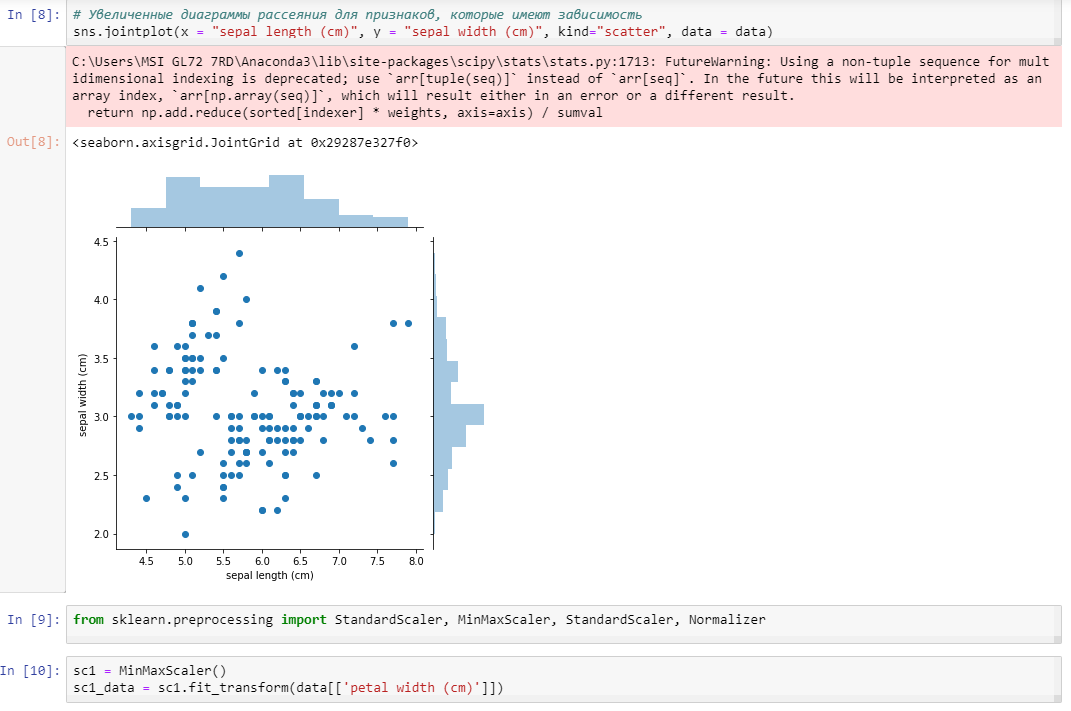 In [8]:
# Увеличенные диаграммы рассеяния для признаков, которые имеют зависимость
sns.jointplot(x = "sepal length (cm)", y = "sepal width (cm)", kind="scatter", data = data)
C:\Users\MSI GL72 7RD\Anaconda3\lib\site-packages\scipy\stats\stats.py:1713: FutureWarning: Using a non-tuple sequence for mult
idimensional indexing is deprecated; use `arr[tuple(seq)]` instead of `arr[seq]`. In the future this will be interpreted as an
array index, `arr[np.array(seq)]`, which will result either in an error or a different result.
return np.add.reduce(sorted[indexer] * weights, axis=axis) / sumval
Out[8]:
<seaborn.axisgrid.JointGrid at 0x29287e327f0>
4.5
4.0
3.5
3.0
2.5
2.0
sepal width (cm)
4.5 5.0 5.5 6.0 6.5 7.0 7.5 8.0
sepal length (cm)
In [9]:
from sklearn.preprocessing import StandardScaler, MinMaxScaler, StandardScaler, Normalizer
In [10]:
sc1 = MinMaxScaler()
sc1_data = sc1.fit_transform(data[['petal width (cm)']])